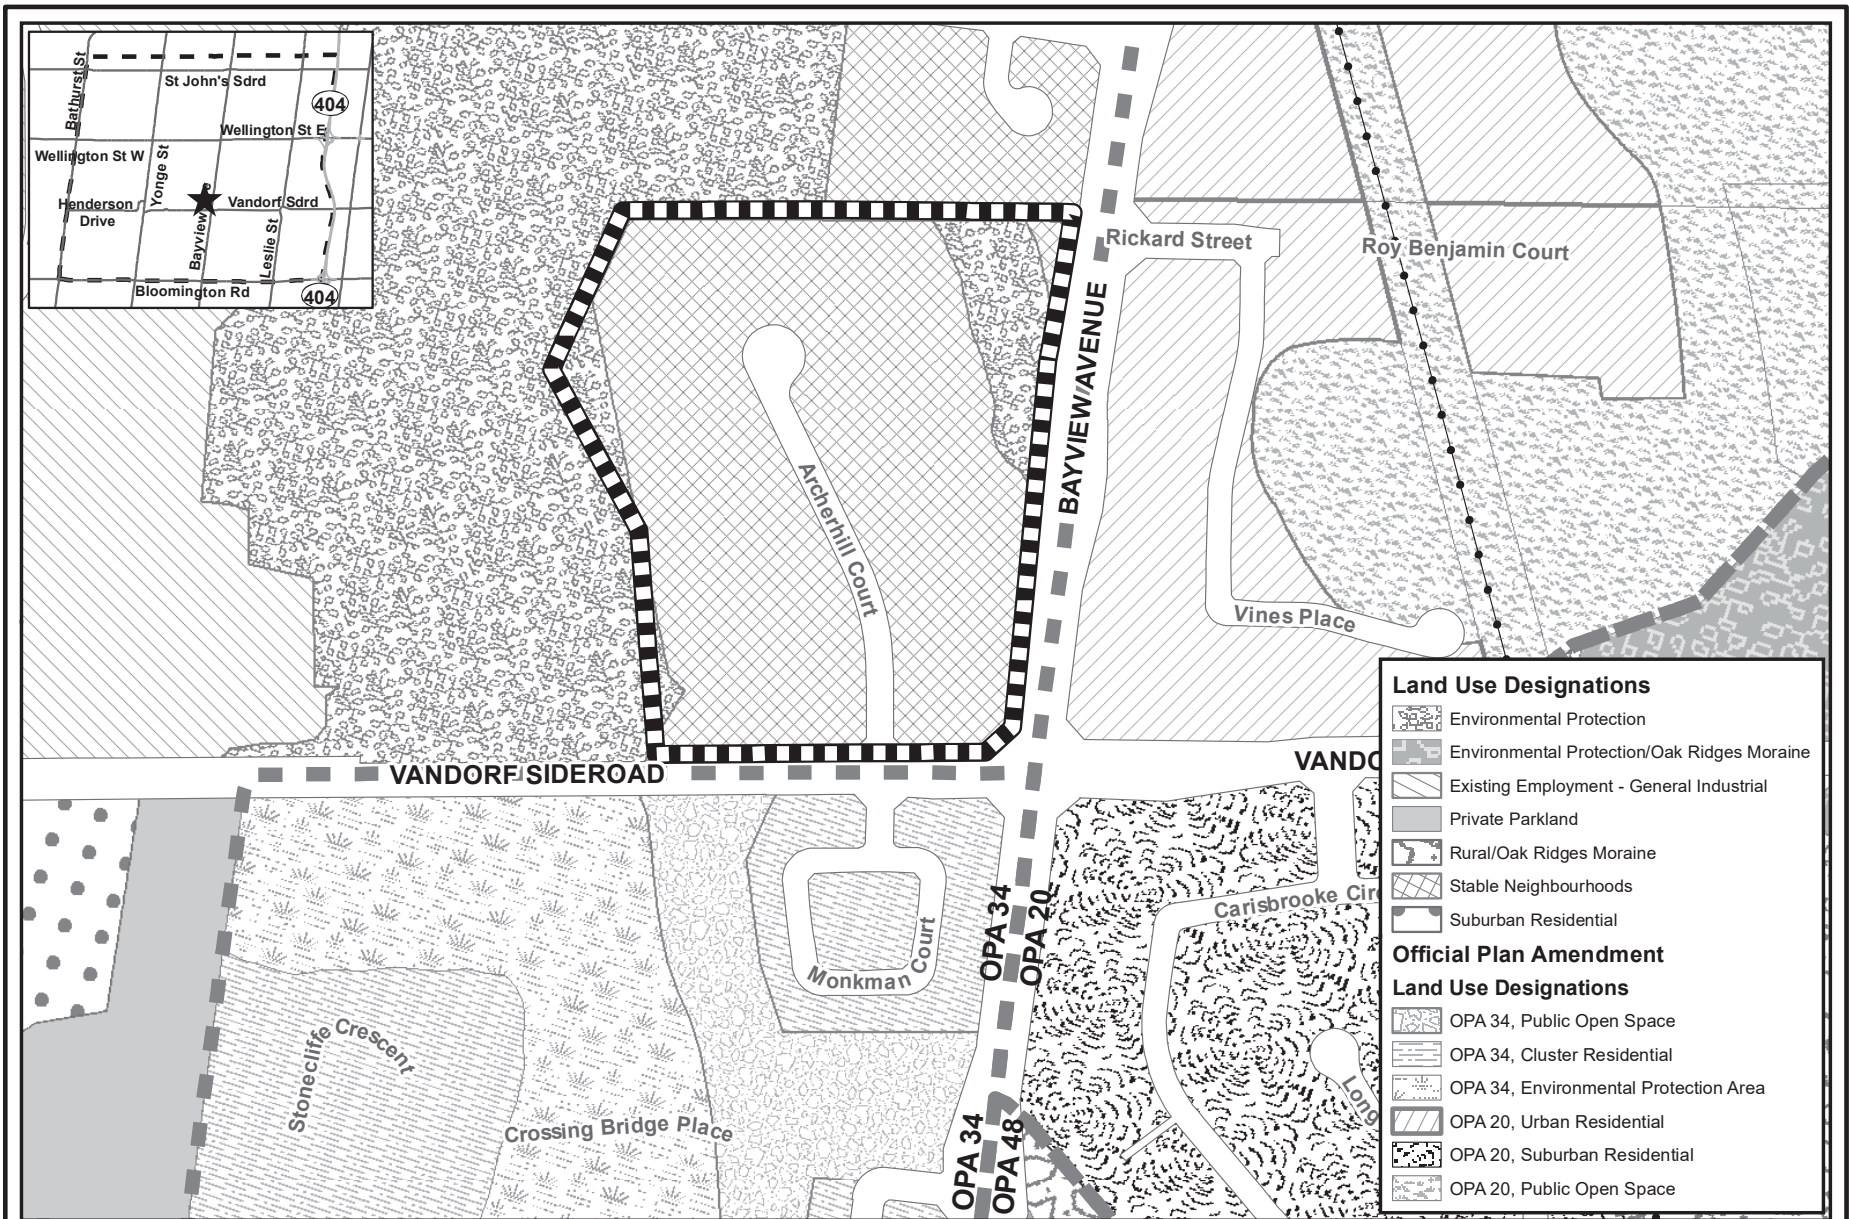 Bathurst St
St John's Sdrd
404
Wellington St E
Wellington St W
Yonge St
Henderson
Drive
Vandorf Sdrd
Bayview
Leslie St
Bloomington Rd
404
Rickard Street
Roy Benjamin Court
BAYVIEW AVENUE
Archerhill Court
Vines Place
VANDORF SIDEROAD
VANDO
OPA 34
OPA 20
Carisbrooke Circ
Monkman Court
Stonecliffe Crescent
Long
Crossing Bridge Place
OPA 34
OPA 48
Land Use Designations
Environmental Protection
Environmental Protection/Oak Ridges Moraine
Existing Employment - General Industrial
Private Parkland
Rural/Oak Ridges Moraine
Stable Neighbourhoods
Suburban Residential
Official Plan Amendment
Land Use Designations
OPA 34, Public Open Space
OPA 34, Cluster Residential
OPA 34, Environmental Protection Area
OPA 20, Urban Residential
OPA 20, Suburban Residential
OPA 20, Public Open Space